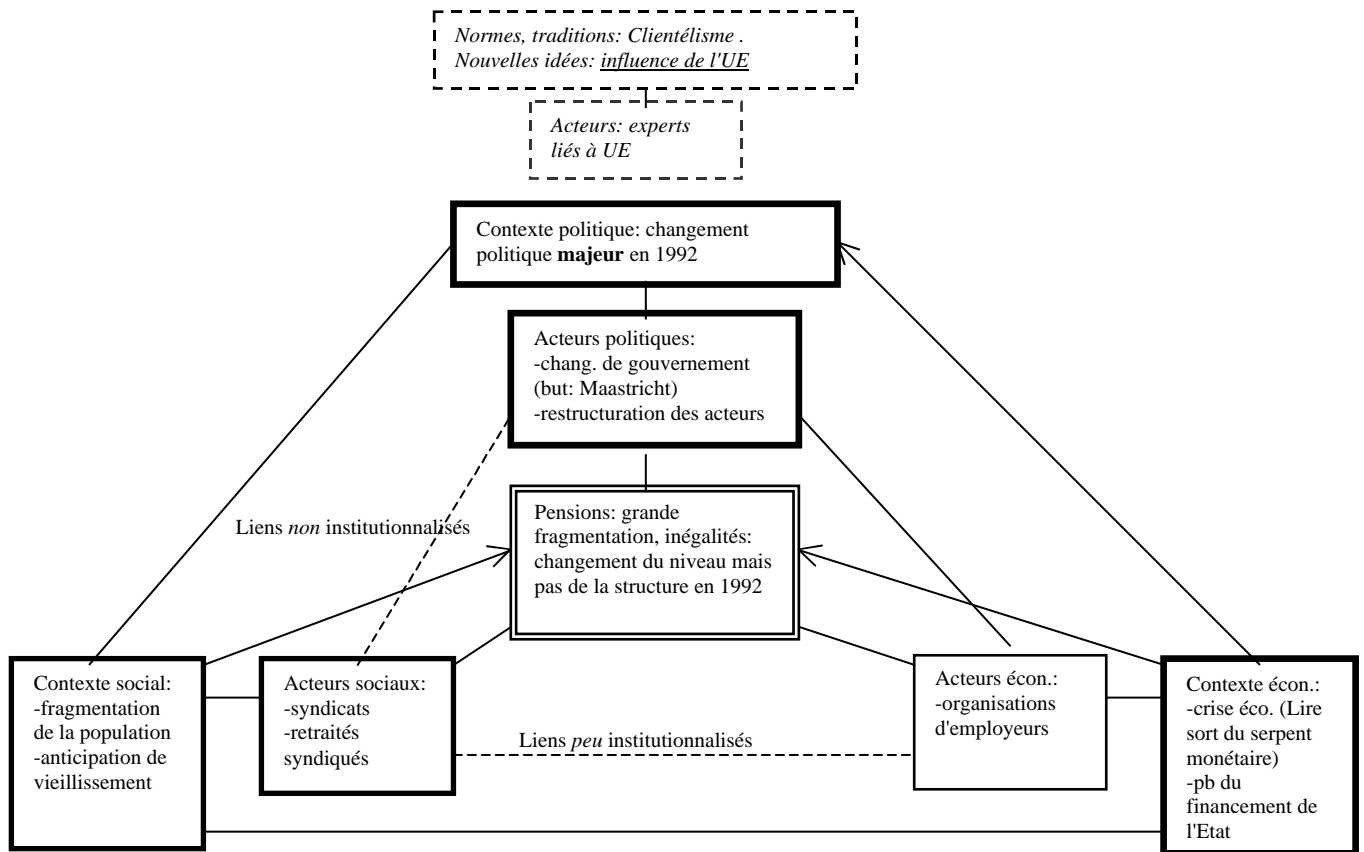 Normes, traditions: Clientélisme .
Nouvelles idées: influence de l'UE
Acteurs: experts
liés à UE
Contexte politique: changement
politique majeur en 1992
Acteurs politiques:
-chang. de gouvernement
(but: Maastricht)
-restructuration des acteurs
Liens non institutionnalisés
Pensions: grande
fragmentation, inégalités:
changement du niveau mais
pas de la structure en 1992
Contexte social:
-fragmentation
de la population
-anticipation de
vieillissement
Acteurs sociaux:
-syndicats
-retraités
syndiqués
Liens peu institutionnalisés
Acteurs écon.:
-organisations
d'employeurs
Contexte écon.:
-crise éco. (Lire
sort du serpent
monétaire)
-pb du
financement de
l'Etat